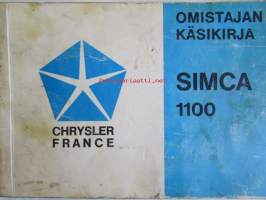 OMISTAJAN
KÄSIKIRJA
SIMCA
1100
CHRYSLER
FRANCE